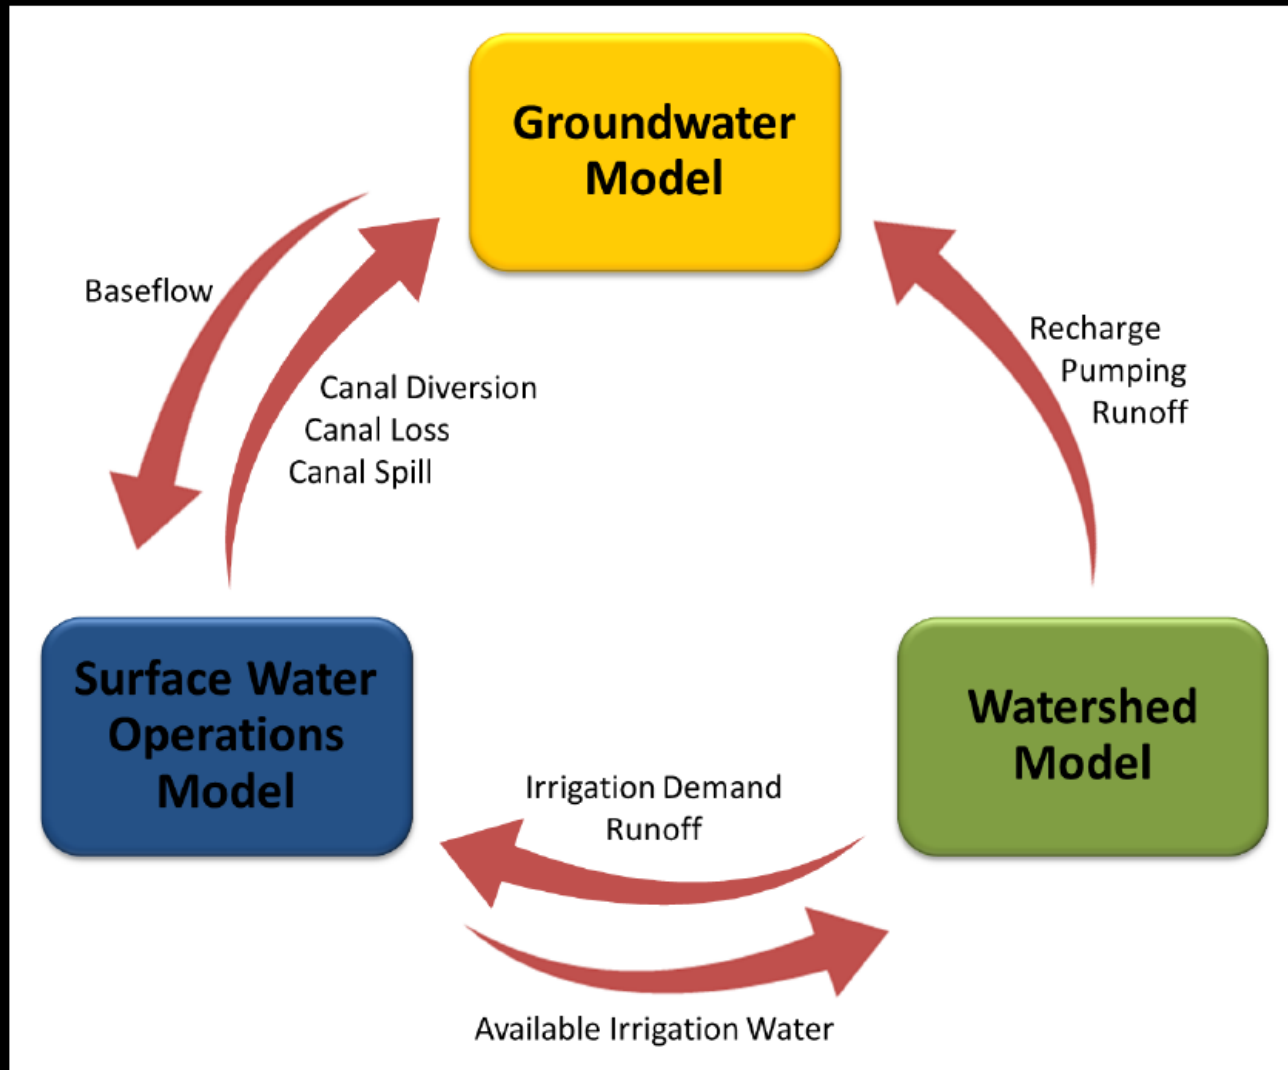 Groundwater
Model
Baseflow
Canal Diversion
Canal Loss
Canal Spill
Recharge
Pumping
Runoff
Surface Water
Operations
Model
Watershed
Model
Irrigation Demand
Runoff
Available Irrigation Water